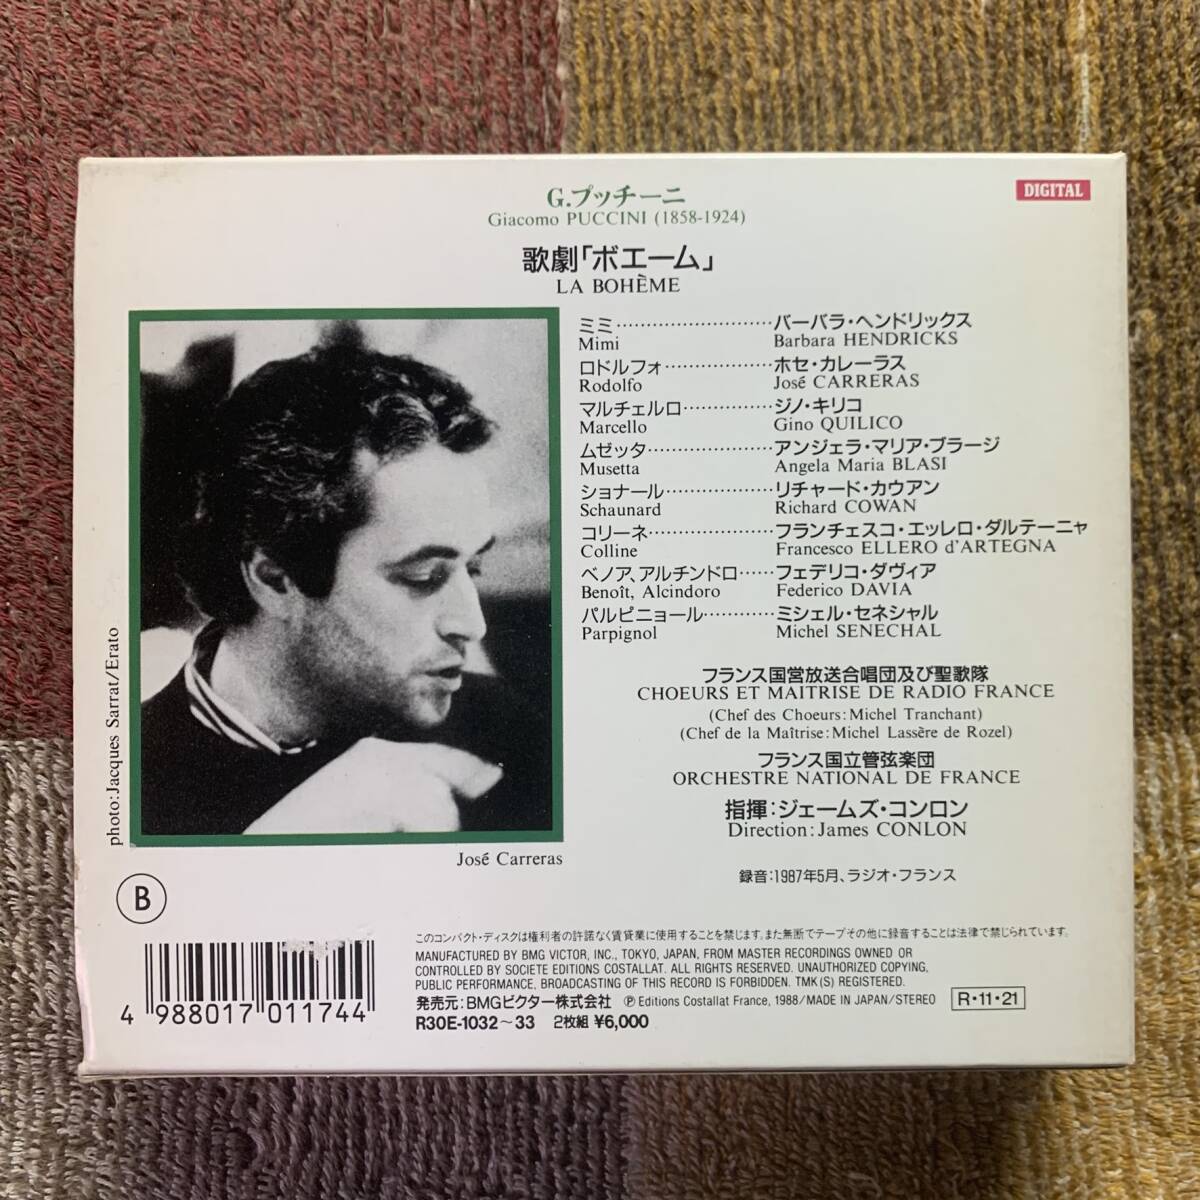 G.プッチーニ
Giacomo PUCCINI (1858-1924)
DIGITAL
歌劇「ボエーム」
LA BOHÈME
ミミ…………………………バーバラ・ヘンドリックス
Mimi Barbara HENDRICKS
ロドルフォ………………ホセ・カレーラス
Rodolfo José CARRERAS
マルチェルロ……………ジノ・キリコ
Marcello Gino QUILICO
ムゼッタ…………………アンジェラ・マリア・ブラージ
Musetta Angela Maria BLASI
ショナール………………リチャード・カウアン
Schaunard Richard COWAN
コリーネ…………………フランチェスコ・エッレロ・ダルテーニャ
Colline Francesco ELLERO d'ARTEGNA
ベノア、アルチンドロ……フェデリコ・ダヴィア
Benoît, Alcindoro Federico DAVIA
パルピニョール…………ミシェル・セネシャル
Parpignol Michel SENECHAL
フランス国営放送合唱団及び聖歌隊
CHOEURS ET MAITRISE DE RADIO FRANCE
(Chef des Choeurs: Michel Tranchant)
(Chef de la Maîtrise: Michel Lassère de Rozel)
フランス国立管弦楽団
ORCHESTRE NATIONAL DE FRANCE
指揮:ジェームズ・コンロン
Direction: James CONLON
録音:1987年5月、ラジオ・フランス
photo: Jacques Sarrat/Erato
José Carreras
B
このコンパクト・ディスクは権利者の許諾なく賃貸業に使用することを禁じます。また無断でテープその他に録音することは法律で禁じられています。
MANUFACTURED BY BMG VICTOR, INC., TOKYO, JAPAN, FROM MASTER RECORDINGS OWNED OR
CONTROLLED BY SOCIETE EDITIONS COSTALLAT. ALL RIGHTS RESERVED. UNAUTHORIZED COPYING,
PUBLIC PERFORMANCE, BROADCASTING OF THIS RECORD IS FORBIDDEN. TMK(S) REGISTERED.
発売元:BMGビクター株式会社 ℗ Editions Costallat France, 1988/MADE IN JAPAN/STEREO R・11・21
R30E-1032〜33 2枚組 ¥6,000
4 988017 011744